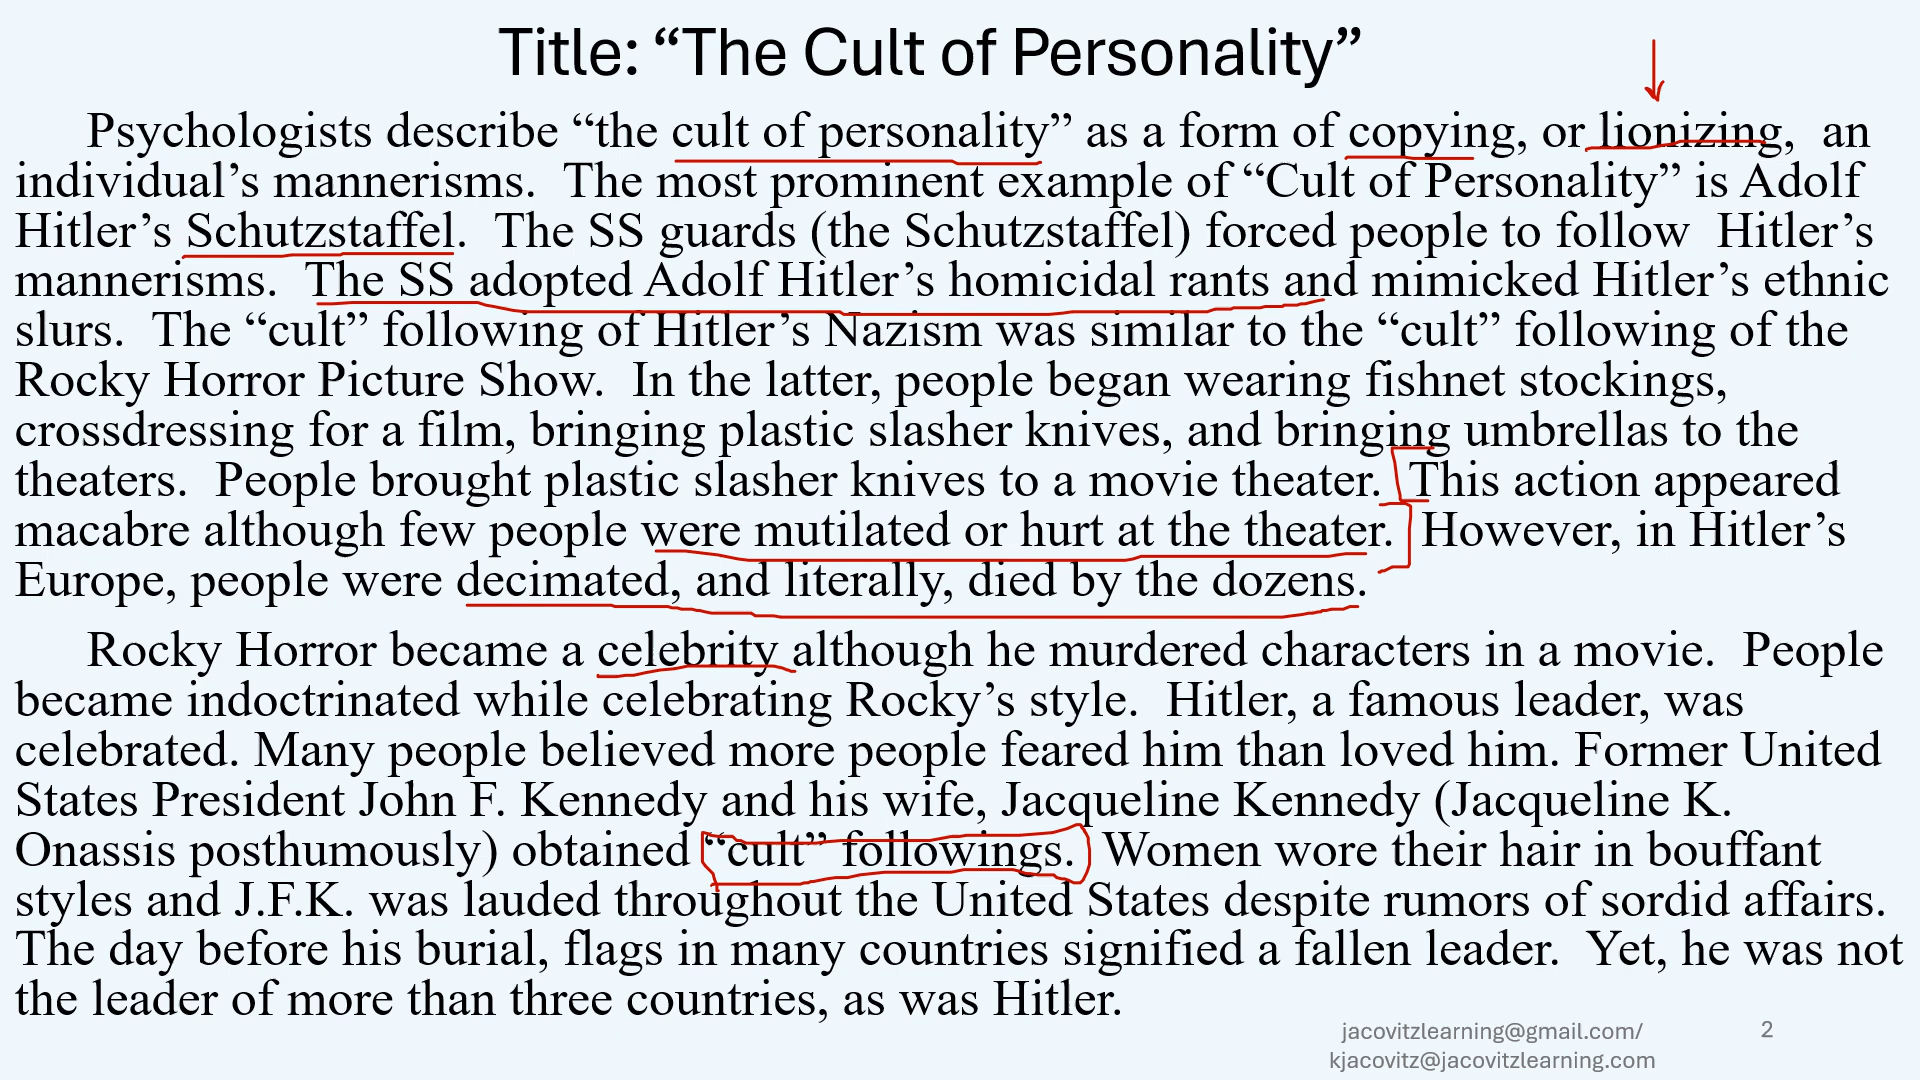 Title: “The Cult of Personality”
Psychologists describe “the cult of personality” as a form of copying, or lionizing, an
individual’s mannerisms. The most prominent example of “Cult of Personality” is Adolf
Hitler’s Schutzstaffel. The SS guards (the Schutzstaffel) forced people to follow Hitler’s
mannerisms. The SS adopted Adolf Hitler’s homicidal rants and mimicked Hitler’s ethnic
slurs. The “cult” following of Hitler’s Nazism was similar to the “cult” following of the
Rocky Horror Picture Show. In the latter, people began wearing fishnet stockings,
crossdressing for a film, bringing plastic slasher knives, and bringing umbrellas to the
theaters. People brought plastic slasher knives to a movie theater. This action appeared
macabre although few people were mutilated or hurt at the theater. However, in Hitler’s
Europe, people were decimated, and literally, died by the dozens.
Rocky Horror became a celebrity although he murdered characters in a movie. People
became indoctrinated while celebrating Rocky’s style. Hitler, a famous leader, was
celebrated. Many people believed more people feared him than loved him. Former United
States President John F. Kennedy and his wife, Jacqueline Kennedy (Jacqueline K.
Onassis posthumously) obtained “cult” followings. Women wore their hair in bouffant
styles and J.F.K. was lauded throughout the United States despite rumors of sordid affairs.
The day before his burial, flags in many countries signified a fallen leader. Yet, he was not
the leader of more than three countries, as was Hitler.
jacovitzlearning@gmail.com/
kjacovitz@jacovitzlearning.com
2